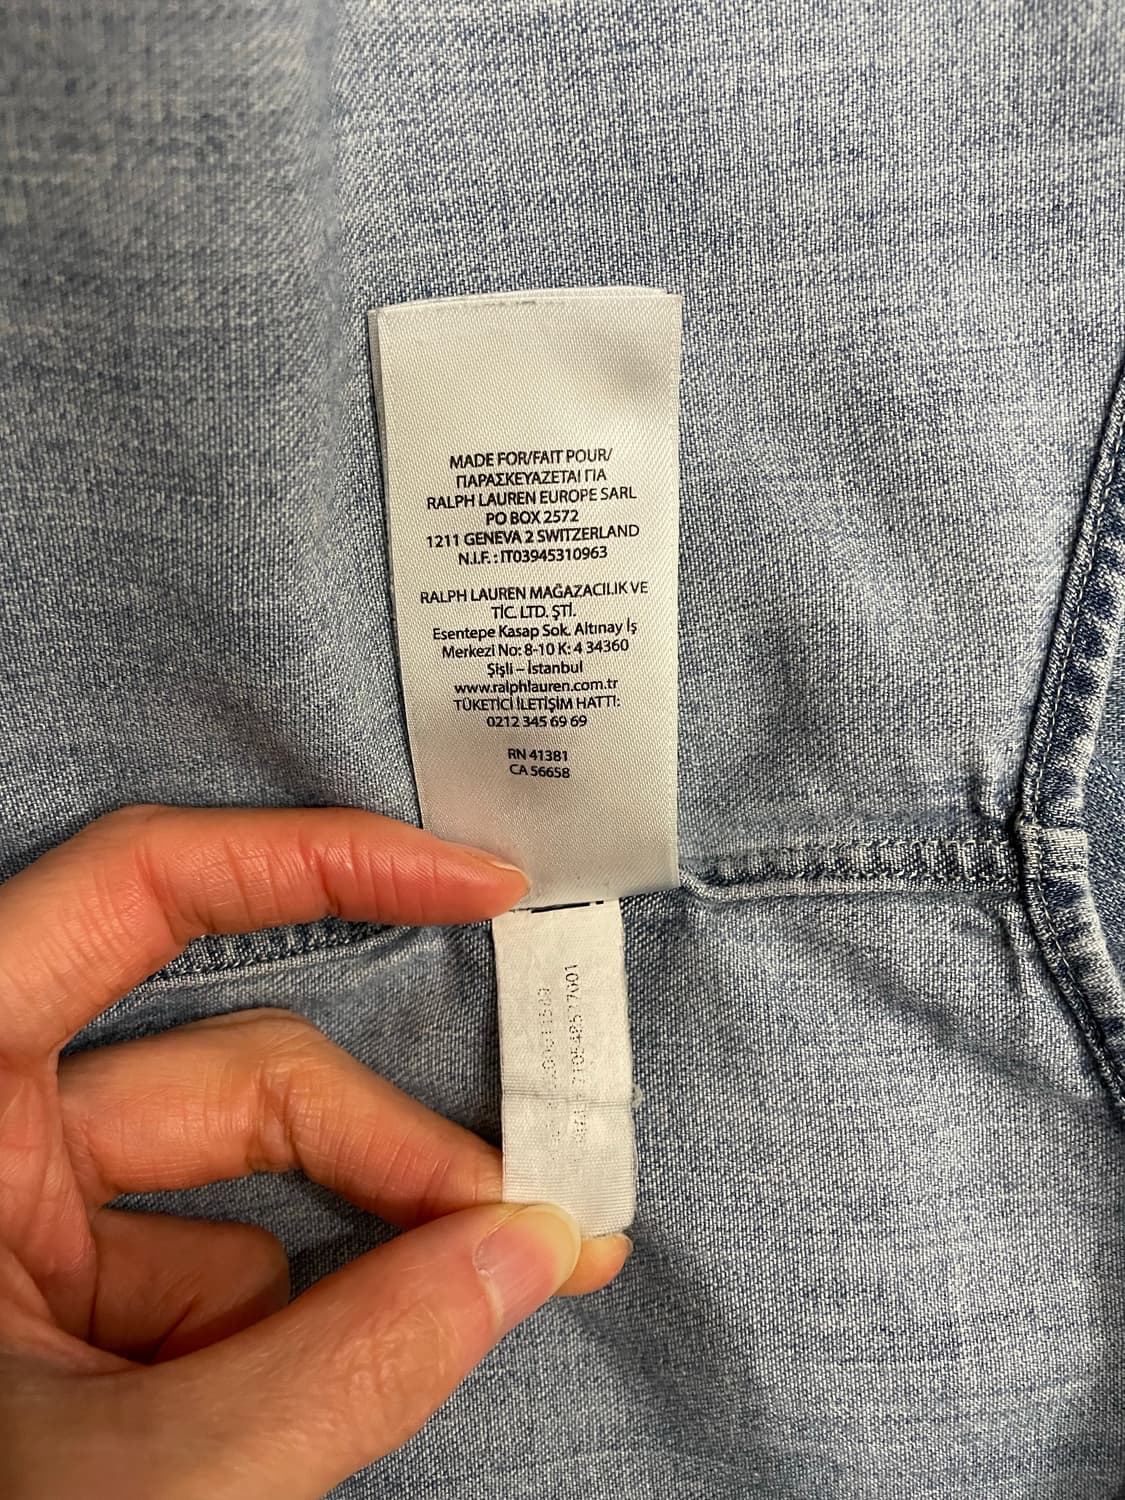 MADE FOR/FAIT POUR/
ΠΑΡΑΣΚΕΥΑΖΕΤΑΙ ΓΙΑ
RALPH LAUREN EUROPE SARL
PO BOX 2572
1211 GENEVA 2 SWITZERLAND
N.I.F. : IT03945310963
RALPH LAUREN MAĞAZACILIK VE
TİC. LTD. ŞTİ.
Esentepe Kasap Sok. Altınay İş
Merkezi No: 8-10 K: 4 34360
Şişli – İstanbul
www.ralphlauren.com.tr
TÜKETİCİ İLETİŞİM HATTI:
0212 345 69 69
RN 41381
CA 56658